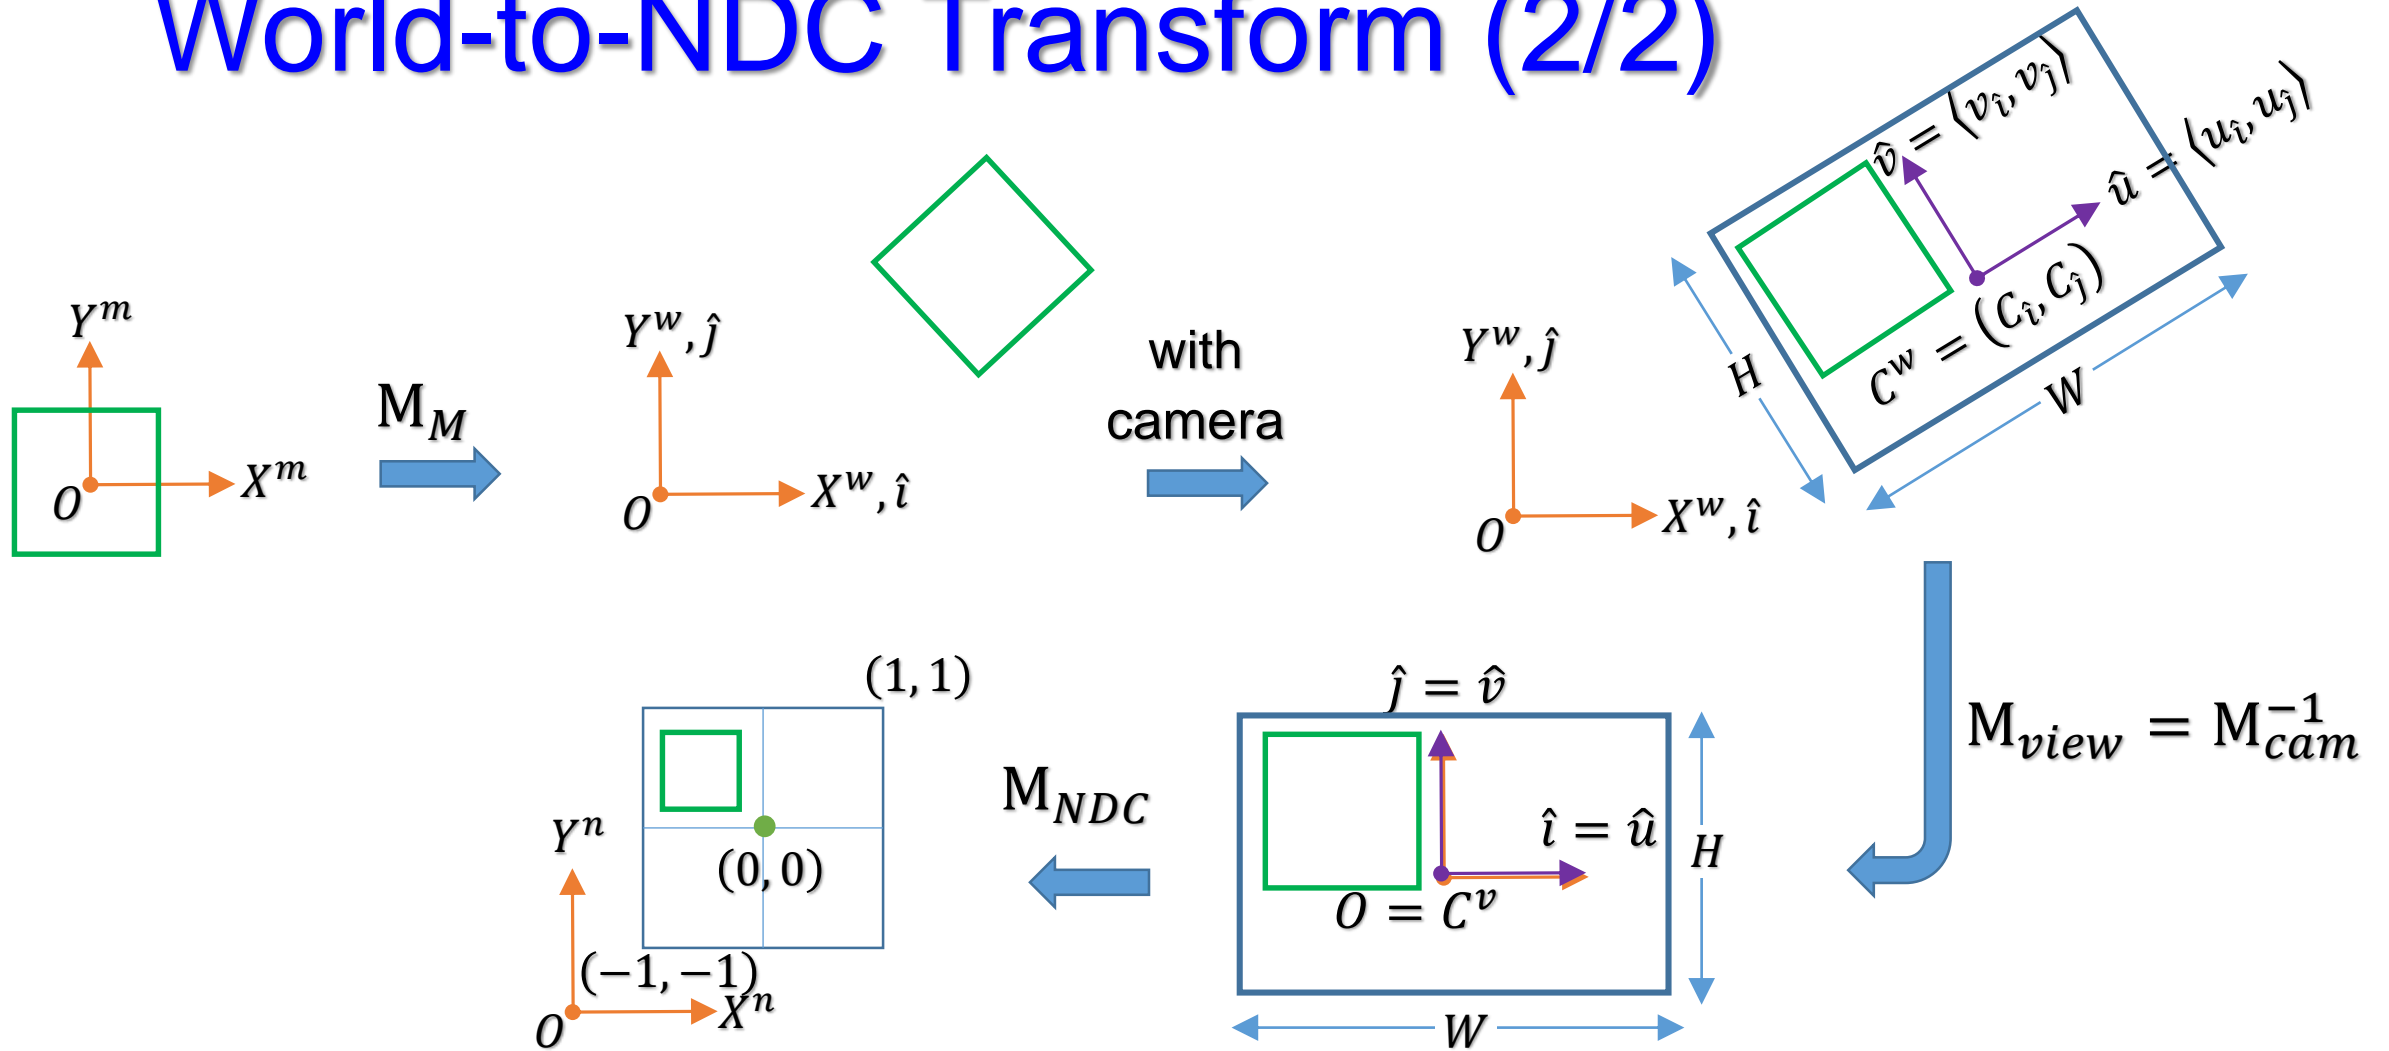 World-to-NDC Transform (2/2)
Y^m
X^m
O
M_M
Y^w, ĵ
X^w, î
O
with
camera
Y^w, ĵ
X^w, î
O
v̂ = ⟨v_î, v_ĵ⟩
û = ⟨u_î, u_ĵ⟩
C^w = (C_î, C_ĵ)
H
W
M_view = M_cam^−1
ĵ = v̂
î = û
O = C^v
H
W
M_NDC
(1, 1)
(0, 0)
(−1, −1)
Y^n
X^n
O